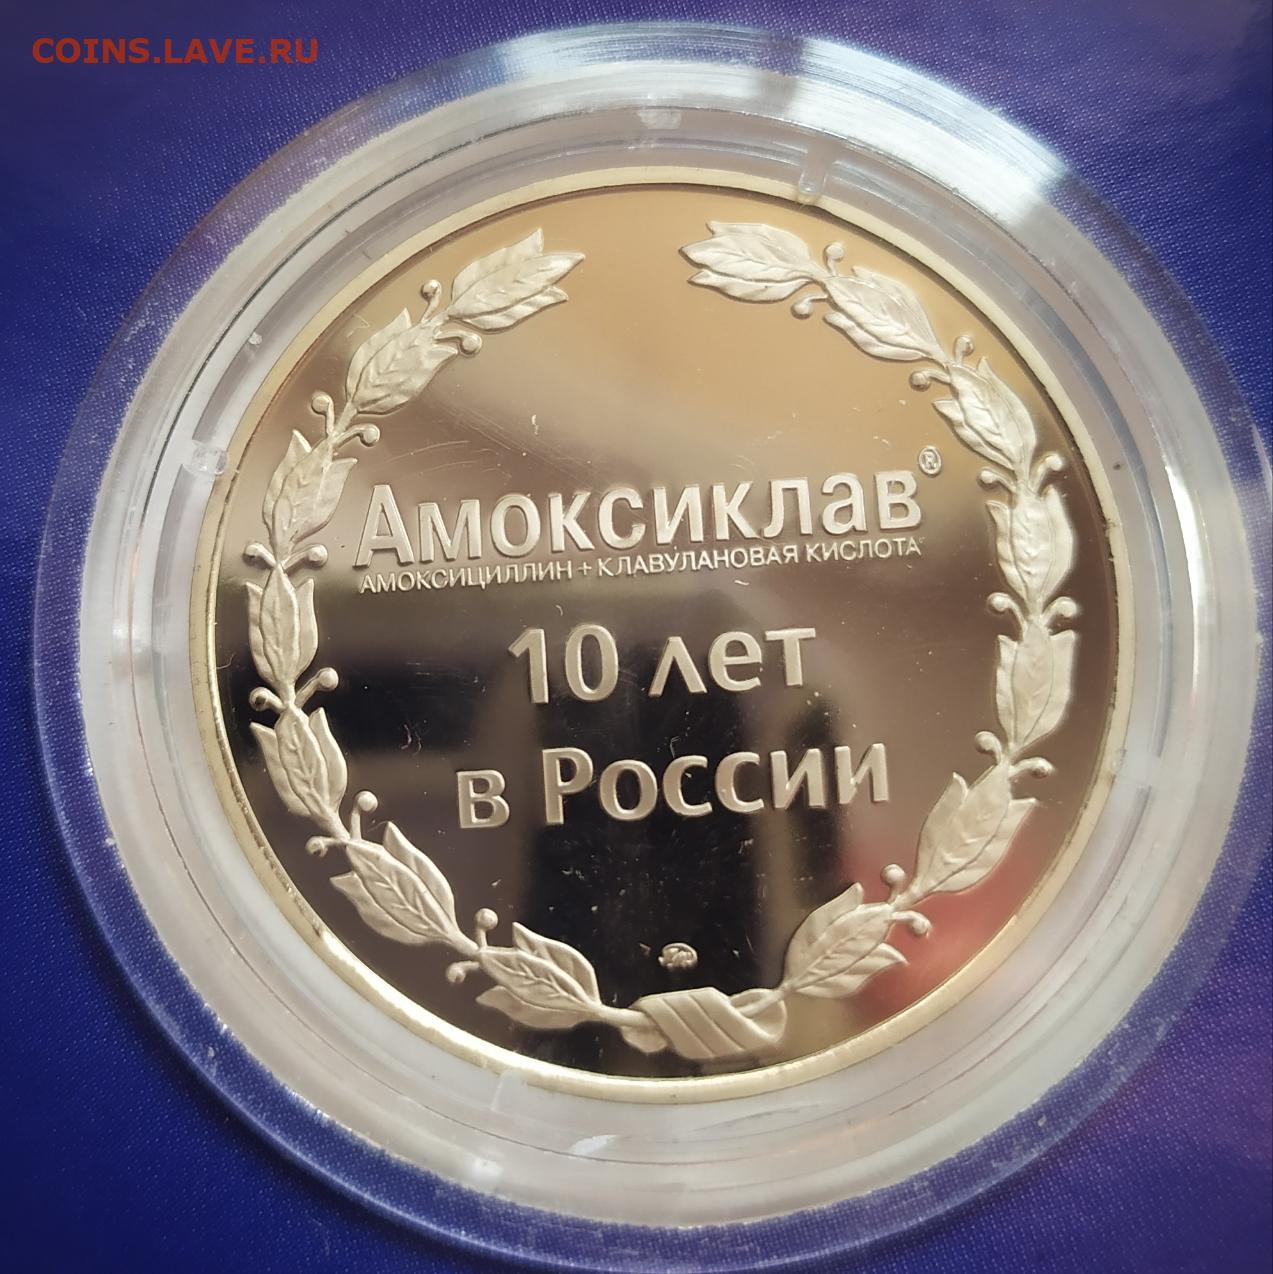 COINS.LAVE.RU
Амоксиклав®
АМОКСИЦИЛЛИН + КЛАВУЛАНОВАЯ КИСЛОТА
10 лет
в России